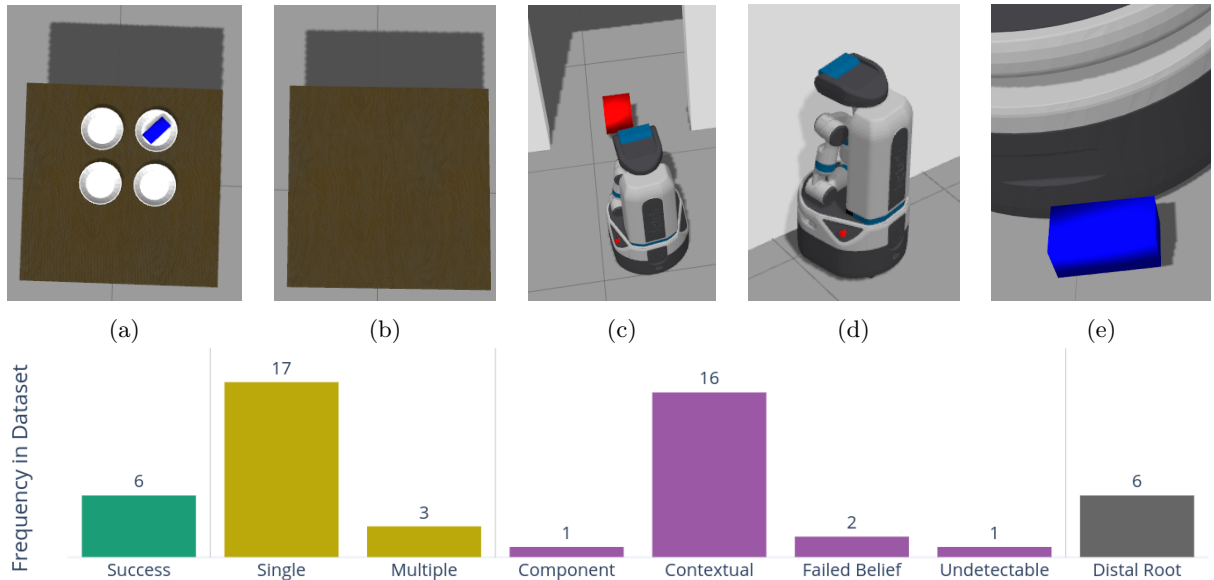 (a) (b) (c) (d) (e)
Frequency in Dataset
6 17 3 1 16 2 1 6
Success Single Multiple Component Contextual Failed Belief Undetectable Distal Root